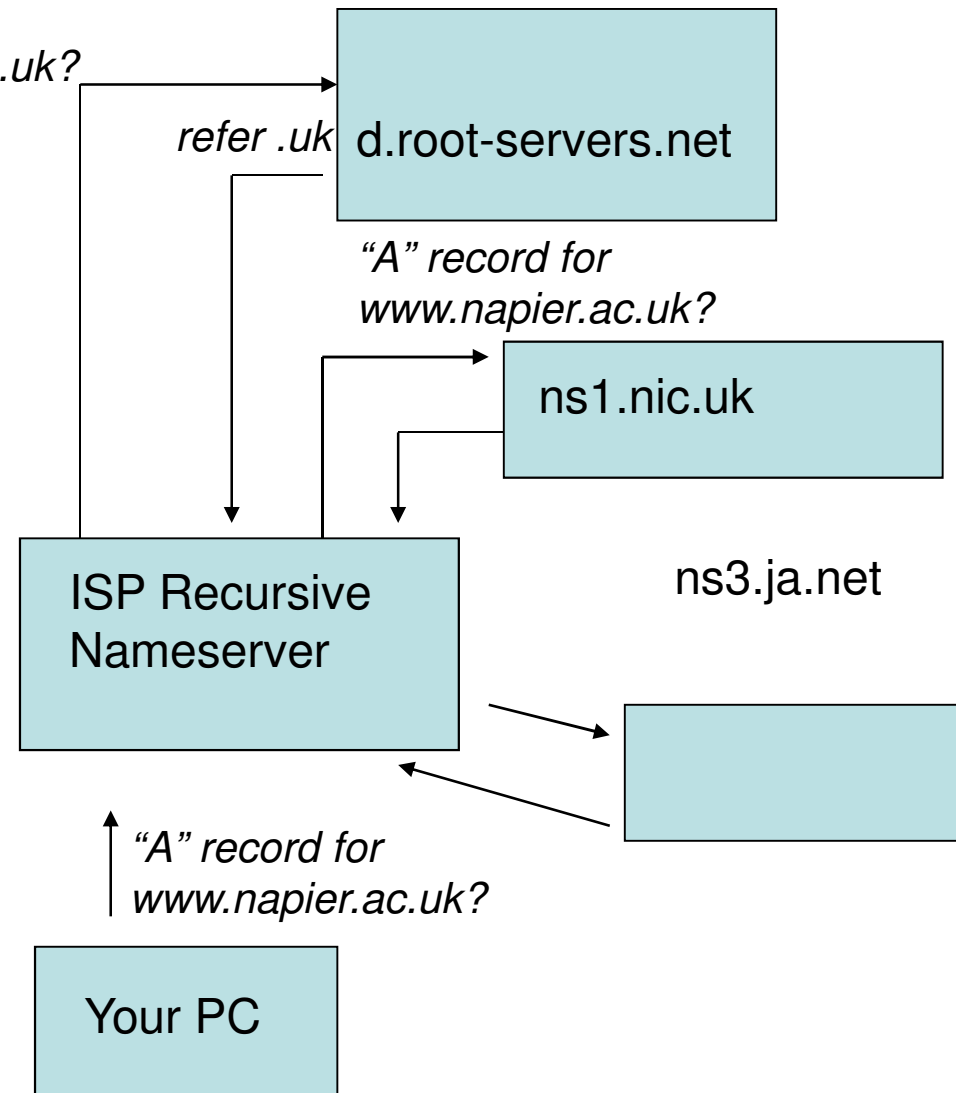 .uk?
refer .uk
d.root-servers.net
“A” record for
www.napier.ac.uk?
ns1.nic.uk
ISP Recursive
Nameserver
ns3.ja.net
“A” record for
www.napier.ac.uk?
Your PC